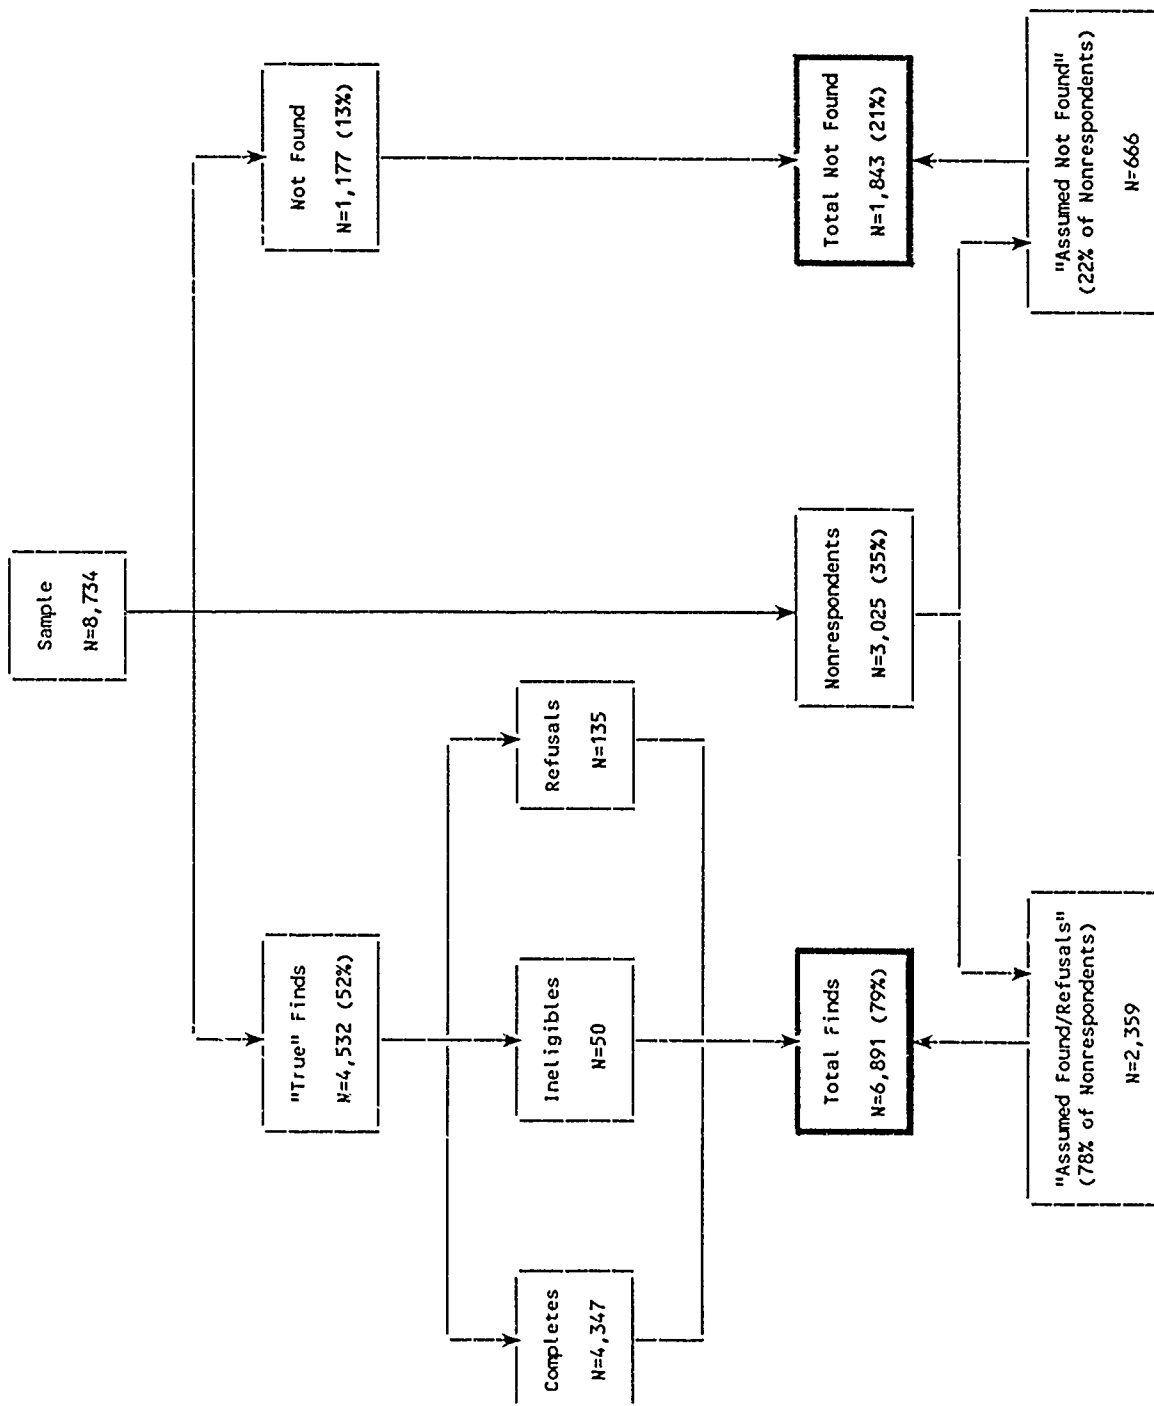 Sample
N=8,734
"True" Finds
N=4,532 (52%)
Not Found
N=1,177 (13%)
Completes
N=4,347
Ineligibles
N=50
Refusals
N=135
Total Finds
N=6,891 (79%)
Nonrespondents
N=3,025 (35%)
Total Not Found
N=1,843 (21%)
"Assumed Found/Refusals"
(78% of Nonrespondents)
N=2,359
"Assumed Not Found"
(22% of Nonrespondents)
N=666